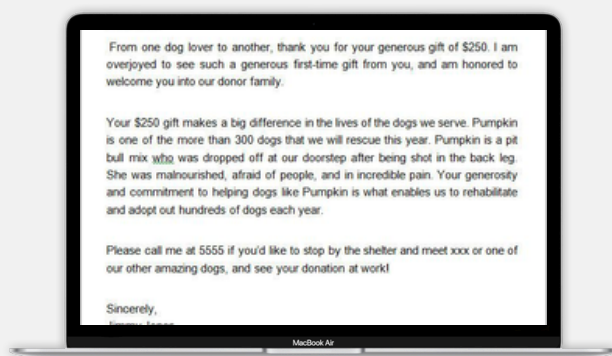 From one dog lover to another, thank you for your generous gift of $250. I am
overjoyed to see such a generous first-time gift from you, and am honored to
welcome you into our donor family.
Your $250 gift makes a big difference in the lives of the dogs we serve. Pumpkin
is one of the more than 300 dogs that we will rescue this year. Pumpkin is a pit
bull mix who was dropped off at our doorstep after being shot in the back leg.
She was malnourished, afraid of people, and in incredible pain. Your generosity
and commitment to helping dogs like Pumpkin is what enables us to rehabilitate
and adopt out hundreds of dogs each year.
Please call me at 5555 if you'd like to stop by the shelter and meet xxx or one of
our other amazing dogs, and see your donation at work!
Sincerely,
MacBook Air